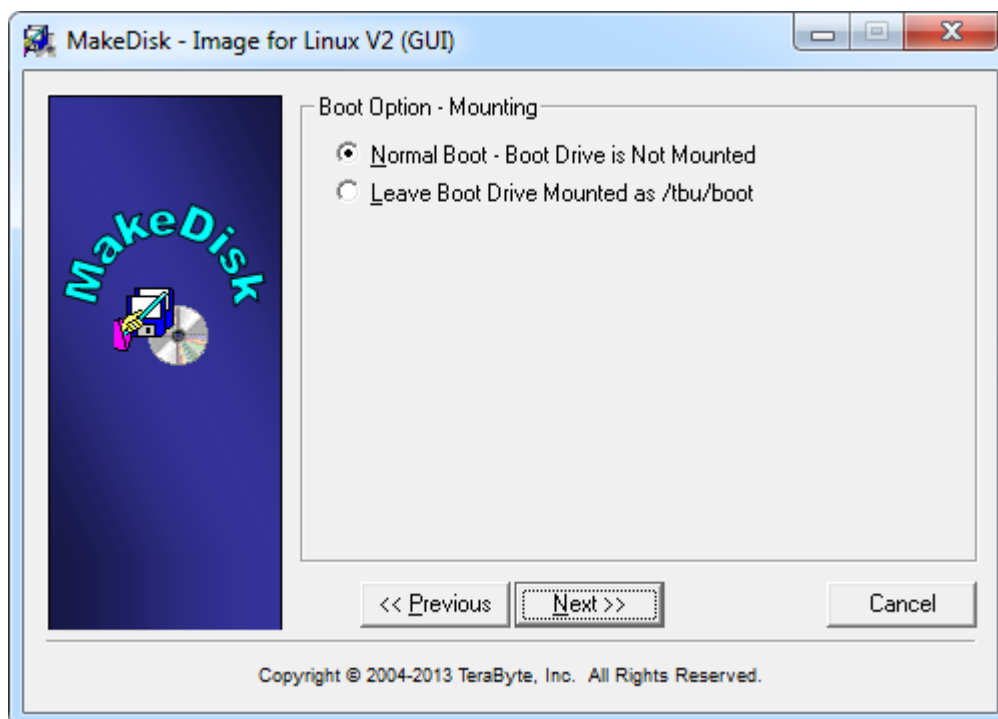 MakeDisk - Image for Linux V2 (GUI)
Boot Option - Mounting
Normal Boot - Boot Drive is Not Mounted
Leave Boot Drive Mounted as /tbu/boot
MakeDisk
<< Previous
Next >>
Cancel
Copyright © 2004-2013 TeraByte, Inc. All Rights Reserved.